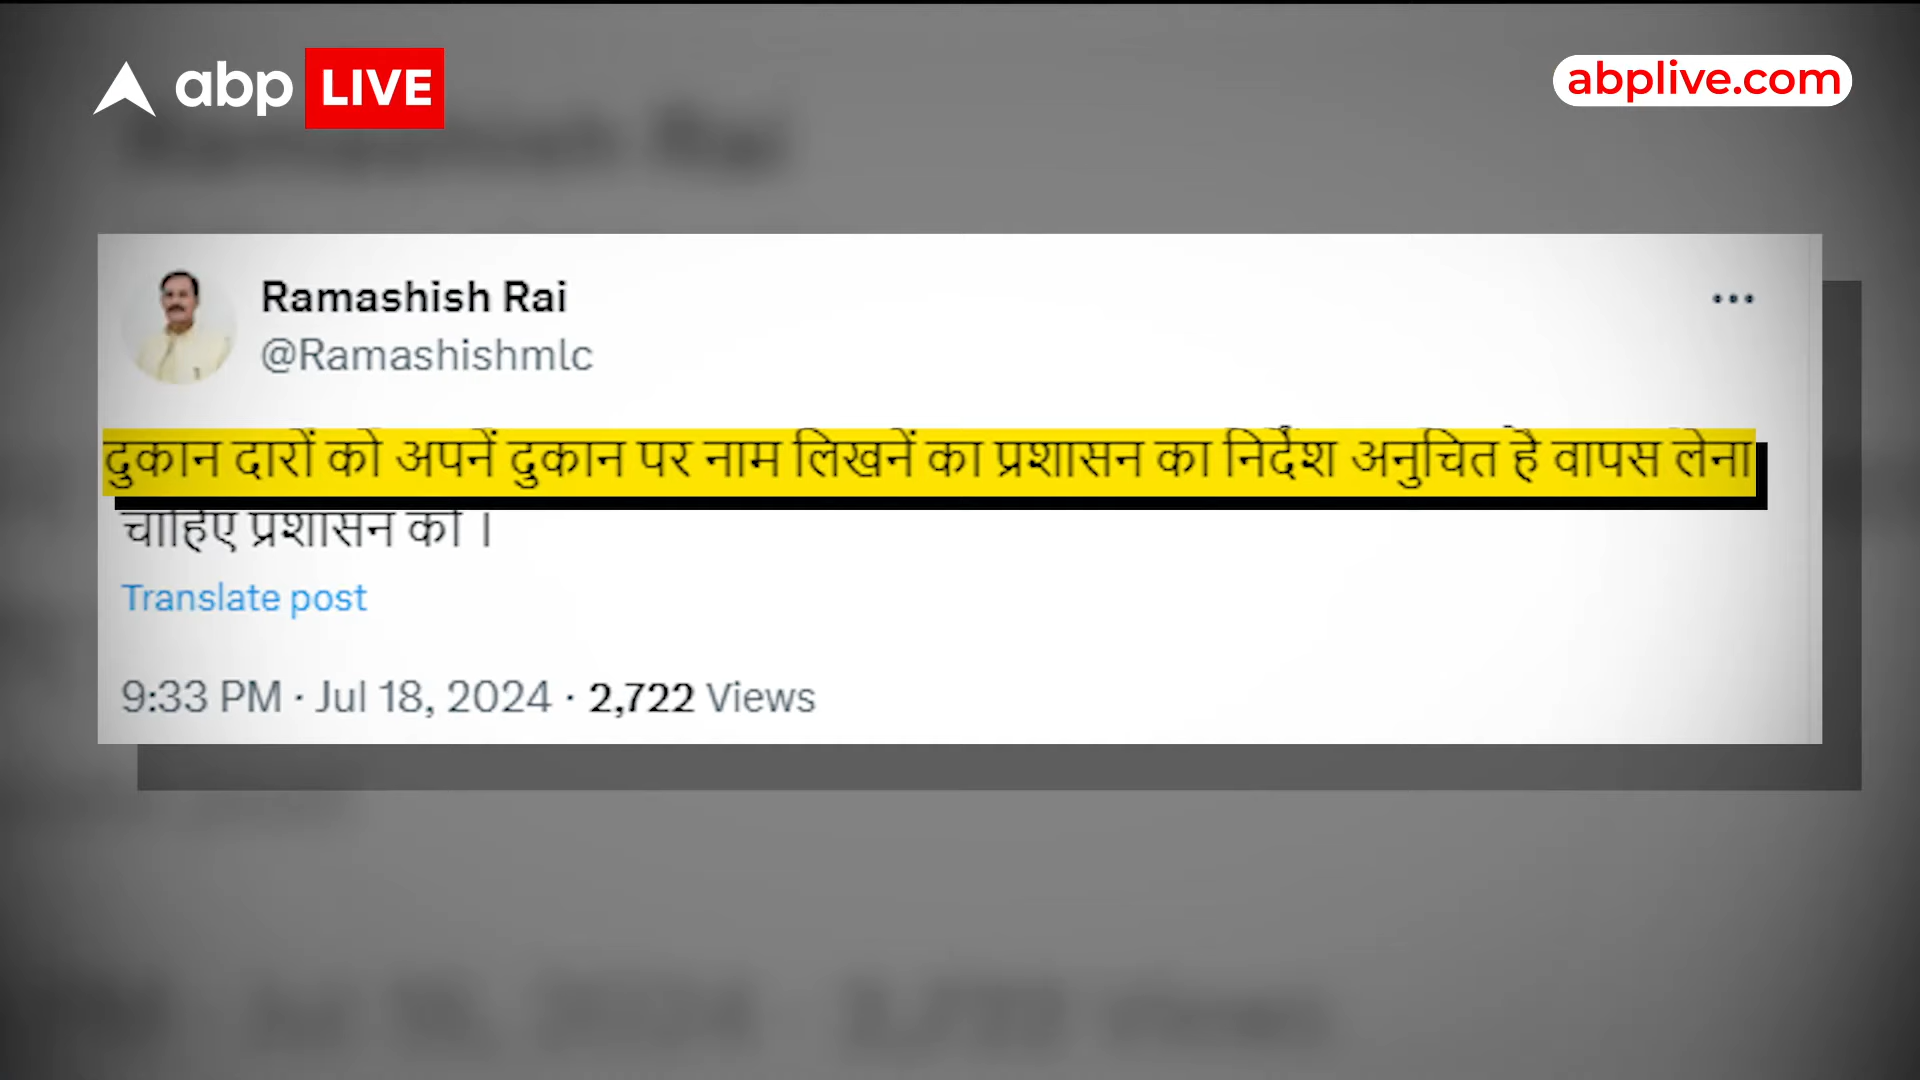 abp LIVE
abplive.com
Ramashish Rai
@Ramashishmlc
दुकान दारों को अपनें दुकान पर नाम लिखनें का प्रशासन का निर्देश अनुचित है वापस लेना
चाहिए प्रशासन को ।
Translate post
9:33 PM · Jul 18, 2024 · 2,722 Views